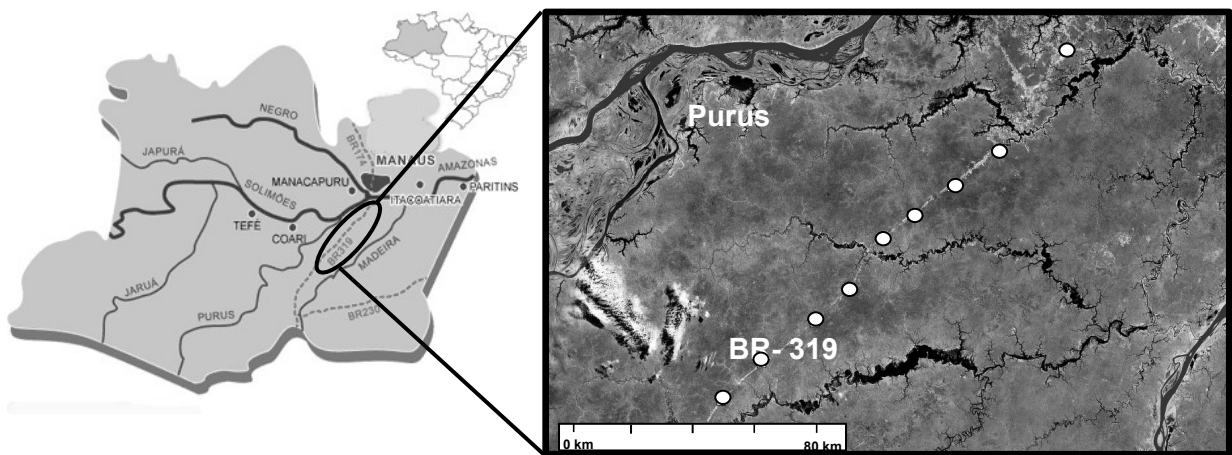 NEGRO
BR174
JAPURÁ
MANAUS
AMAZONAS
MANACAPURU
SOLIMÕES
ITACOATIARA
PARITINS
TEFÉ
COARI
BR319
MADEIRA
JARUÁ
PURUS
BR230
Purus
BR- 319
0 km
80 km